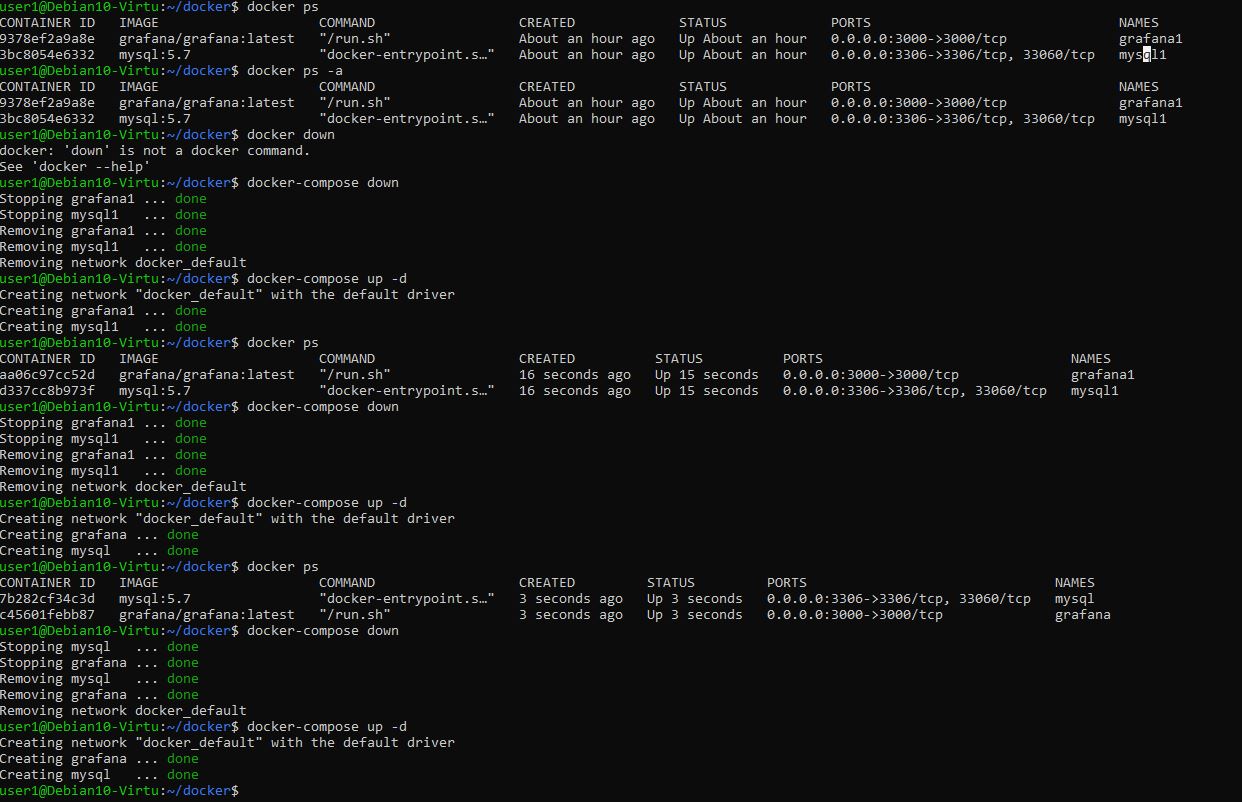 user1@Debian10-Virtu:~/docker$ docker ps
CONTAINER ID   IMAGE                    COMMAND                  CREATED             STATUS             PORTS                               NAMES
9378ef2a9a8e   grafana/grafana:latest   "/run.sh"                About an hour ago   Up About an hour   0.0.0.0:3000->3000/tcp              grafana1
3bc8054e6332   mysql:5.7                "docker-entrypoint.s…"   About an hour ago   Up About an hour   0.0.0.0:3306->3306/tcp, 33060/tcp   mysql1
user1@Debian10-Virtu:~/docker$ docker ps -a
CONTAINER ID   IMAGE                    COMMAND                  CREATED             STATUS             PORTS                               NAMES
9378ef2a9a8e   grafana/grafana:latest   "/run.sh"                About an hour ago   Up About an hour   0.0.0.0:3000->3000/tcp              grafana1
3bc8054e6332   mysql:5.7                "docker-entrypoint.s…"   About an hour ago   Up About an hour   0.0.0.0:3306->3306/tcp, 33060/tcp   mysql1
user1@Debian10-Virtu:~/docker$ docker down
docker: 'down' is not a docker command.
See 'docker --help'
user1@Debian10-Virtu:~/docker$ docker-compose down
Stopping grafana1 ... done
Stopping mysql1   ... done
Removing grafana1 ... done
Removing mysql1   ... done
Removing network docker_default
user1@Debian10-Virtu:~/docker$ docker-compose up -d
Creating network "docker_default" with the default driver
Creating grafana1 ... done
Creating mysql1   ... done
user1@Debian10-Virtu:~/docker$ docker ps
CONTAINER ID   IMAGE                    COMMAND                  CREATED          STATUS          PORTS                               NAMES
aa06c97cc52d   grafana/grafana:latest   "/run.sh"                16 seconds ago   Up 15 seconds   0.0.0.0:3000->3000/tcp              grafana1
d337cc8b973f   mysql:5.7                "docker-entrypoint.s…"   16 seconds ago   Up 15 seconds   0.0.0.0:3306->3306/tcp, 33060/tcp   mysql1
user1@Debian10-Virtu:~/docker$ docker-compose down
Stopping grafana1 ... done
Stopping mysql1   ... done
Removing grafana1 ... done
Removing mysql1   ... done
Removing network docker_default
user1@Debian10-Virtu:~/docker$ docker-compose up -d
Creating network "docker_default" with the default driver
Creating grafana ... done
Creating mysql   ... done
user1@Debian10-Virtu:~/docker$ docker ps
CONTAINER ID   IMAGE                    COMMAND                  CREATED         STATUS         PORTS                               NAMES
7b282cf34c3d   mysql:5.7                "docker-entrypoint.s…"   3 seconds ago   Up 3 seconds   0.0.0.0:3306->3306/tcp, 33060/tcp   mysql
c45601febb87   grafana/grafana:latest   "/run.sh"                3 seconds ago   Up 3 seconds   0.0.0.0:3000->3000/tcp              grafana
user1@Debian10-Virtu:~/docker$ docker-compose down
Stopping mysql   ... done
Stopping grafana ... done
Removing mysql   ... done
Removing grafana ... done
Removing network docker_default
user1@Debian10-Virtu:~/docker$ docker-compose up -d
Creating network "docker_default" with the default driver
Creating grafana ... done
Creating mysql   ... done
user1@Debian10-Virtu:~/docker$